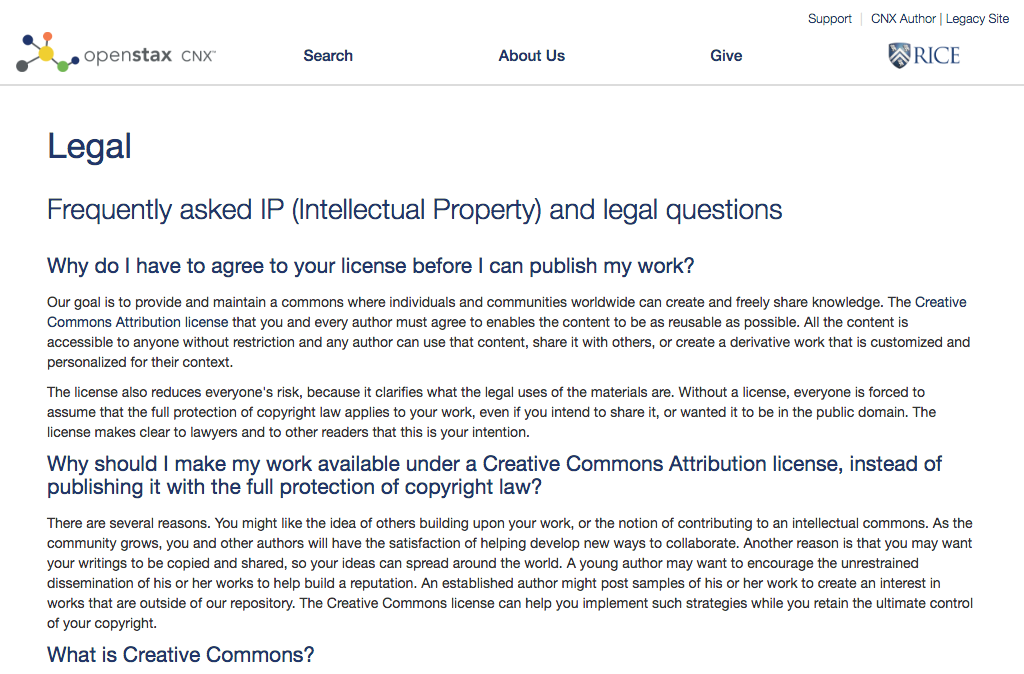 Support | CNX Author | Legacy Site
openstax CNX™ Search About Us Give RICE
Legal
Frequently asked IP (Intellectual Property) and legal questions
Why do I have to agree to your license before I can publish my work?
Our goal is to provide and maintain a commons where individuals and communities worldwide can create and freely share knowledge. The Creative
Commons Attribution license that you and every author must agree to enables the content to be as reusable as possible. All the content is
accessible to anyone without restriction and any author can use that content, share it with others, or create a derivative work that is customized and
personalized for their context.
The license also reduces everyone's risk, because it clarifies what the legal uses of the materials are. Without a license, everyone is forced to
assume that the full protection of copyright law applies to your work, even if you intend to share it, or wanted it to be in the public domain. The
license makes clear to lawyers and to other readers that this is your intention.
Why should I make my work available under a Creative Commons Attribution license, instead of
publishing it with the full protection of copyright law?
There are several reasons. You might like the idea of others building upon your work, or the notion of contributing to an intellectual commons. As the
community grows, you and other authors will have the satisfaction of helping develop new ways to collaborate. Another reason is that you may want
your writings to be copied and shared, so your ideas can spread around the world. A young author may want to encourage the unrestrained
dissemination of his or her works to help build a reputation. An established author might post samples of his or her work to create an interest in
works that are outside of our repository. The Creative Commons license can help you implement such strategies while you retain the ultimate control
of your copyright.
What is Creative Commons?